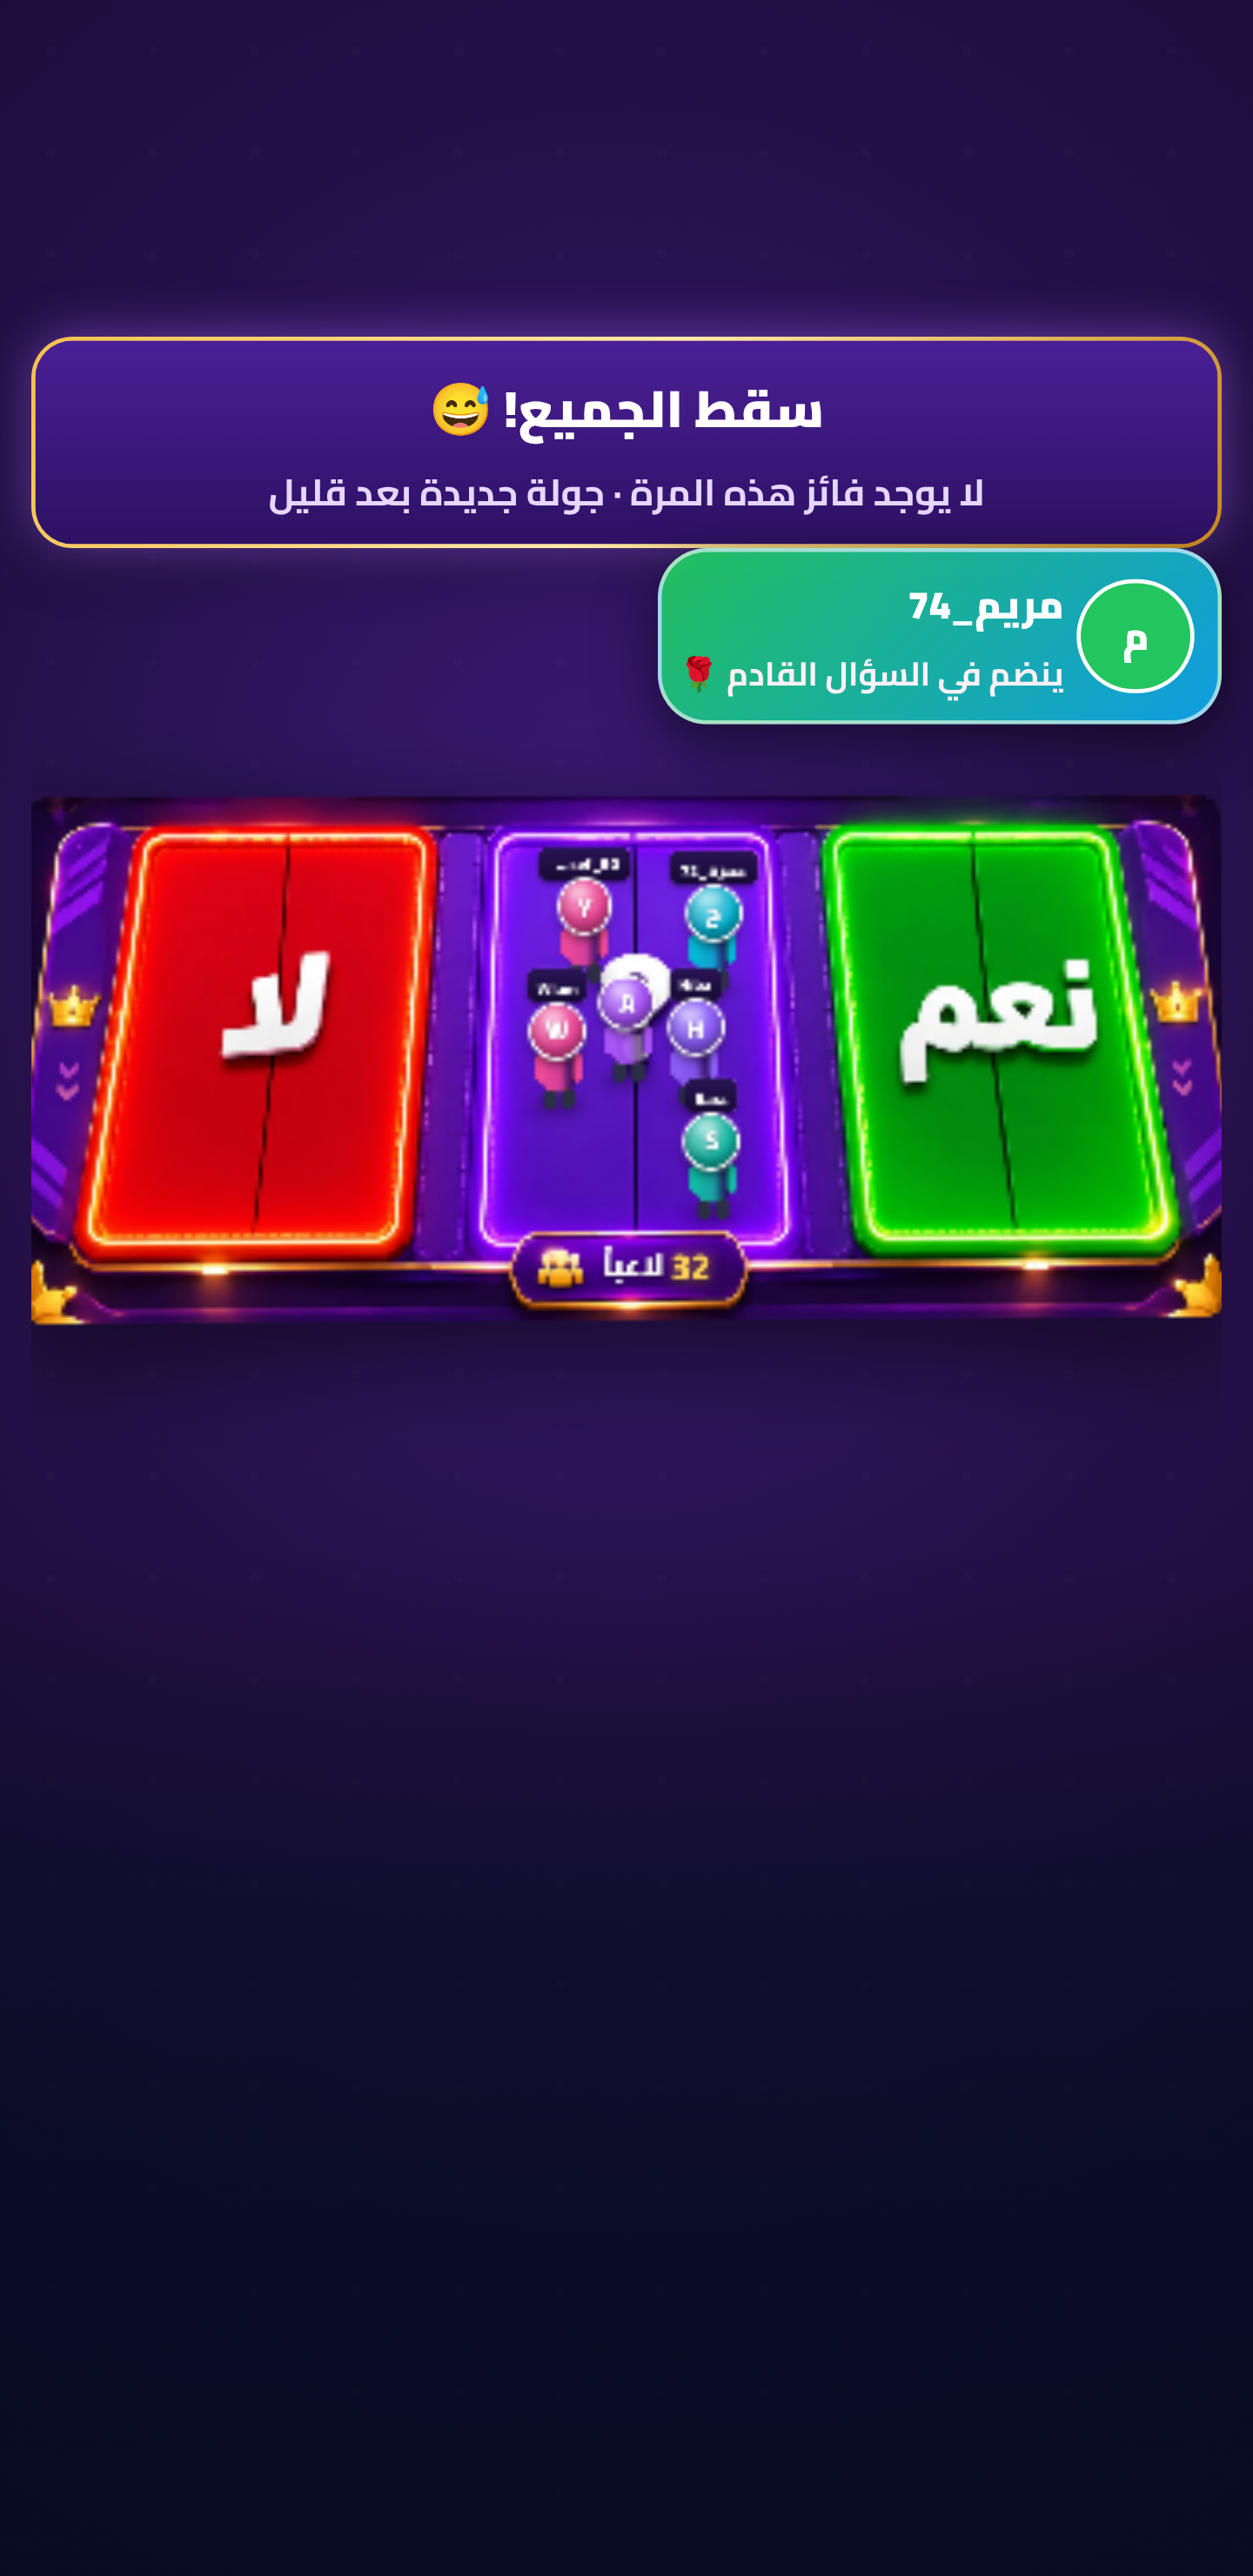 سقط الجميع! 😅
لا يوجد فائز هذه المرة · جولة جديدة بعد قليل
م
مريم_74
ينضم في السؤال القادم 🌹
نعم
لا
Y
A
W
H
Hiba
S
32 لاعباً